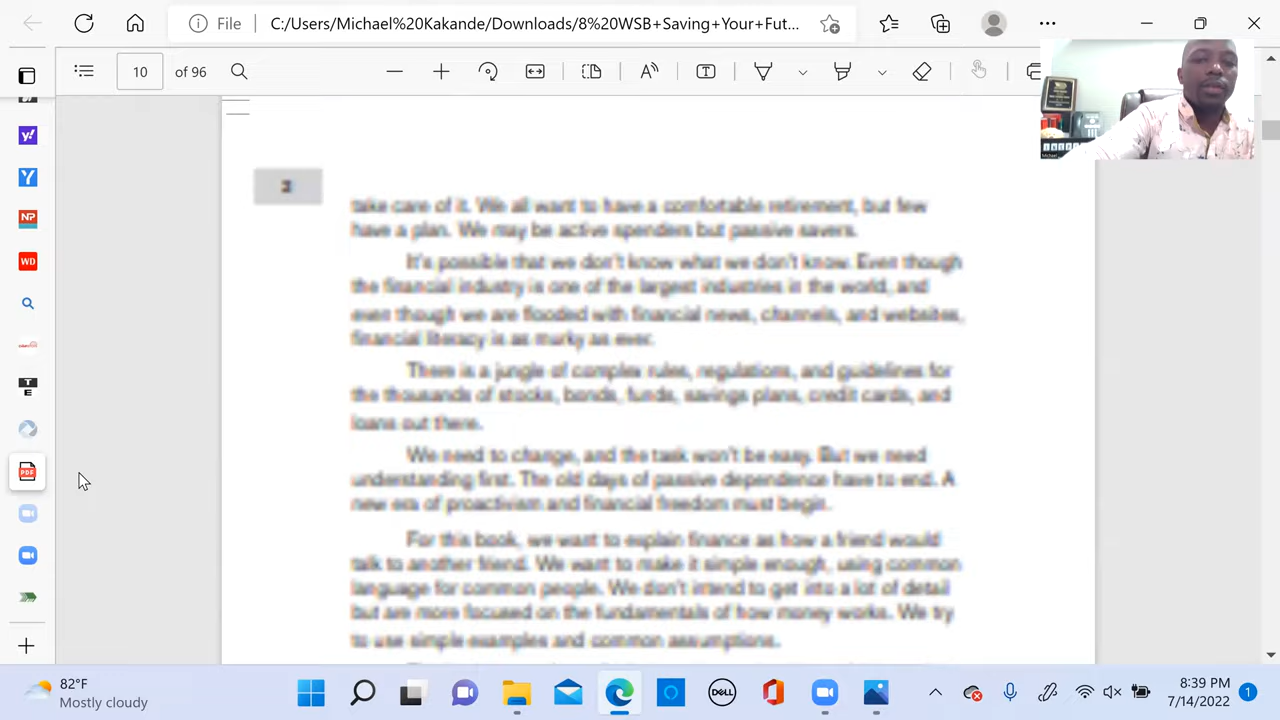 File
C:/Users/Michael%20Kakande/Downloads/8%20WSB+Saving+Your+Fut...
10 of 96
take care of it. We all want to have a comfortable retirement, but few
have a plan. We may be active spenders but passive savers.
It's possible that we don't know what we don't know. Even though
the financial industry is one of the largest industries in the world, and
even though we are flooded with financial news, channels, and websites,
financial literacy is as murky as ever.
There is a jungle of complex rules, regulations, and guidelines for
the thousands of stocks, bonds, funds, savings plans, credit cards, and
loans out there.
We need to change, and the task won't be easy. But we need
understanding first. The old days of passive dependence have to end. A
new era of proactivism and financial freedom must begin.
For this book, we want to explain finance as how a friend would
talk to another friend. We want to make it simple enough, using common
language for common people. We don't intend to get into a lot of detail
but are more focused on the fundamentals of how money works. We try
to use simple examples and common assumptions.
y!
Y
NP
WD
T
E
PDF
82°F
Mostly cloudy
DELL
8:39 PM
7/14/2022
1